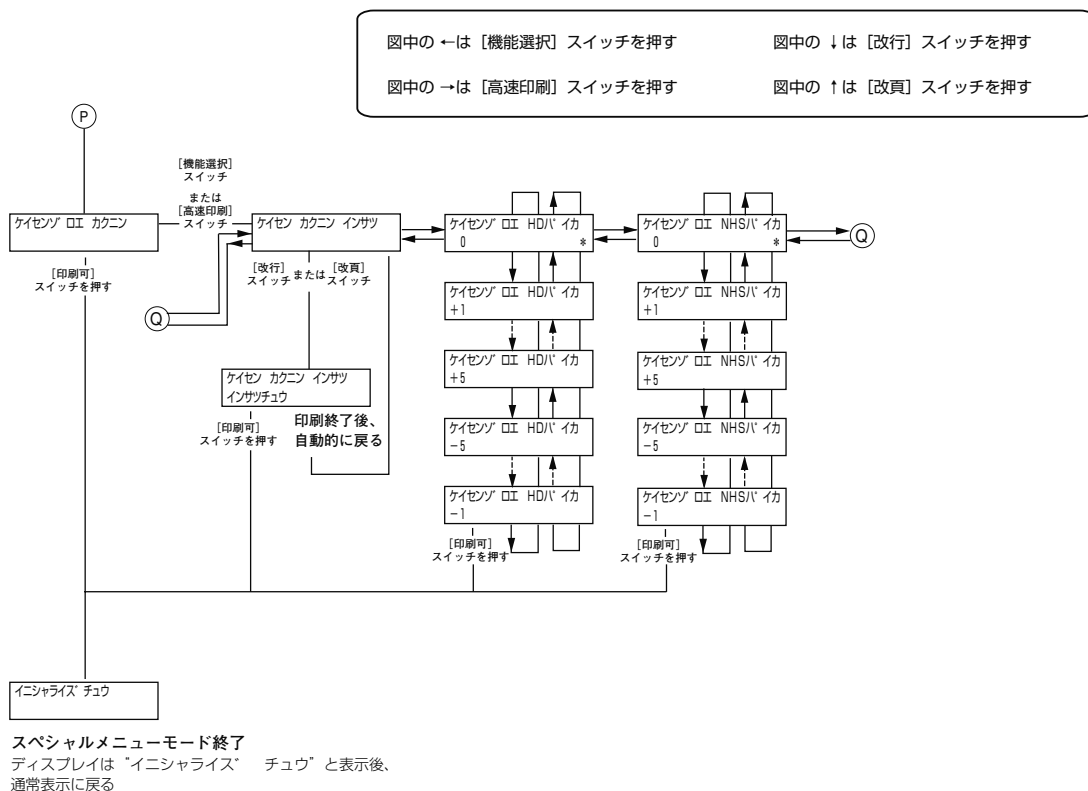 図中の ←は [機能選択] スイッチを押す
図中の ↓は [改行] スイッチを押す
図中の →は [高速印刷] スイッチを押す
図中の ↑は [改頁] スイッチを押す
P
[機能選択]
スイッチ
または
[高速印刷]
スイッチ
ケイセンゾロエ カクニン
ケイセン カクニン インサツ
ケイセンゾロエ HDバイカ
0 *
ケイセンゾロエ NHSバイカ
0 *
Q
[印刷可]
スイッチを押す
[改行] または [改頁]
スイッチ スイッチ
Q
ケイセンゾロエ HDバイカ
+1
ケイセンゾロエ NHSバイカ
+1
ケイセンゾロエ HDバイカ
+5
ケイセンゾロエ NHSバイカ
+5
ケイセン カクニン インサツ
インサツチュウ
[印刷可]
スイッチを押す
印刷終了後、
自動的に戻る
ケイセンゾロエ HDバイカ
−5
ケイセンゾロエ NHSバイカ
−5
ケイセンゾロエ HDバイカ
−1
ケイセンゾロエ NHSバイカ
−1
[印刷可]
スイッチを押す
[印刷可]
スイッチを押す
イニシャライズ チュウ
スペシャルメニューモード終了
ディスプレイは“イニシャライズ チュウ”と表示後、
通常表示に戻る